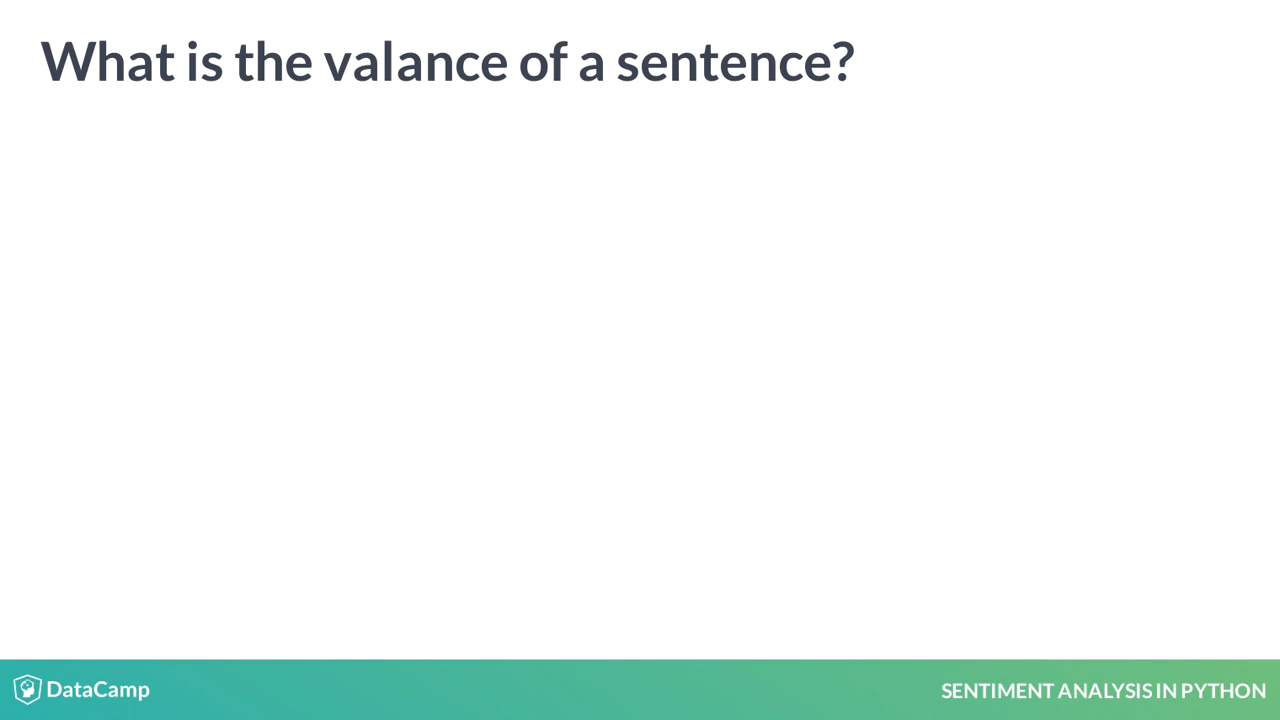 What is the valance of a sentence?
DataCamp
SENTIMENT ANALYSIS IN PYTHON